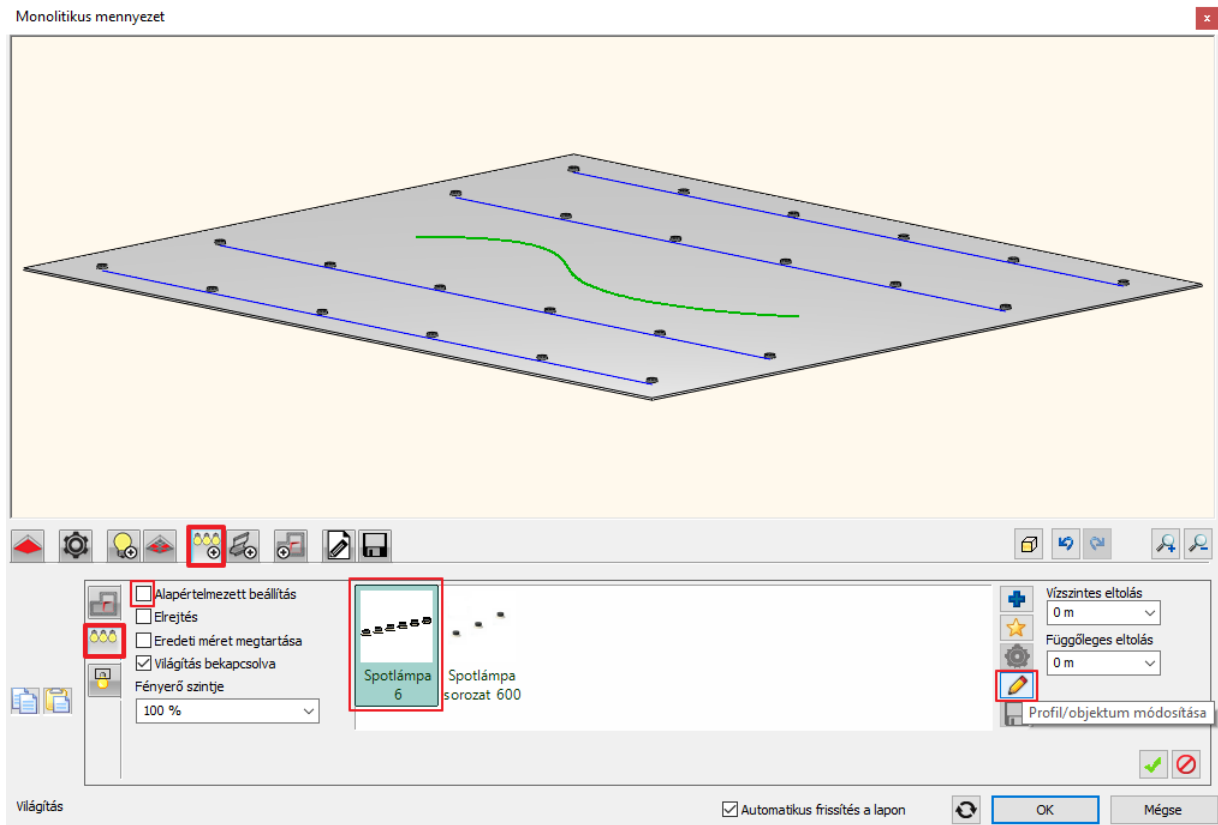 Monolitikus mennyezet
x
Alapértelmezett beállítás
Elrejtés
Eredeti méret megtartása
Világítás bekapcsolva
Fényerő szintje
100 %
Spotlámpa
6
Spotlámpa
sorozat 600
Vízszintes eltolás
0 m
Függőleges eltolás
0 m
Profil/objektum módosítása
Világítás
Automatikus frissítés a lapon
OK
Mégse